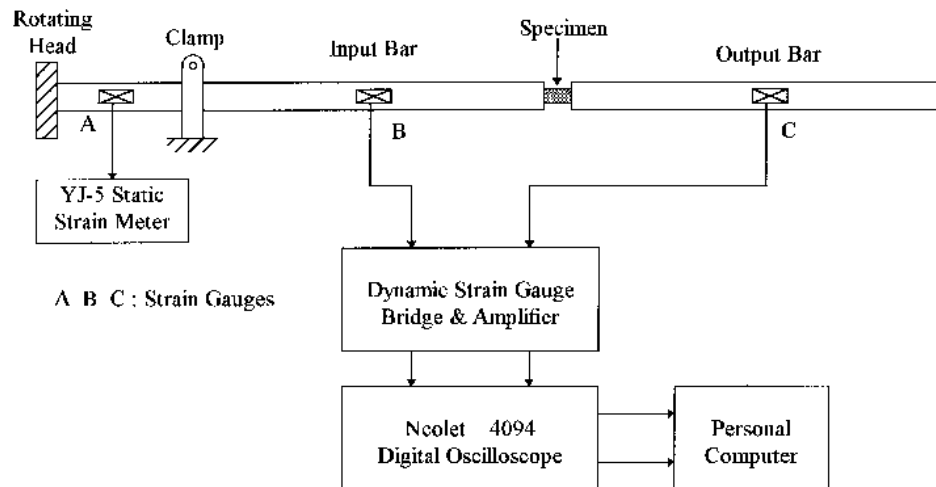 Rotating
Head
Clamp
Input Bar
Specimen
Output Bar
A
B
C
YJ-5 Static
Strain Meter
A B C : Strain Gauges
Dynamic Strain Gauge
Bridge & Amplifier
Ncolet 4094
Digital Oscilloscope
Personal
Computer